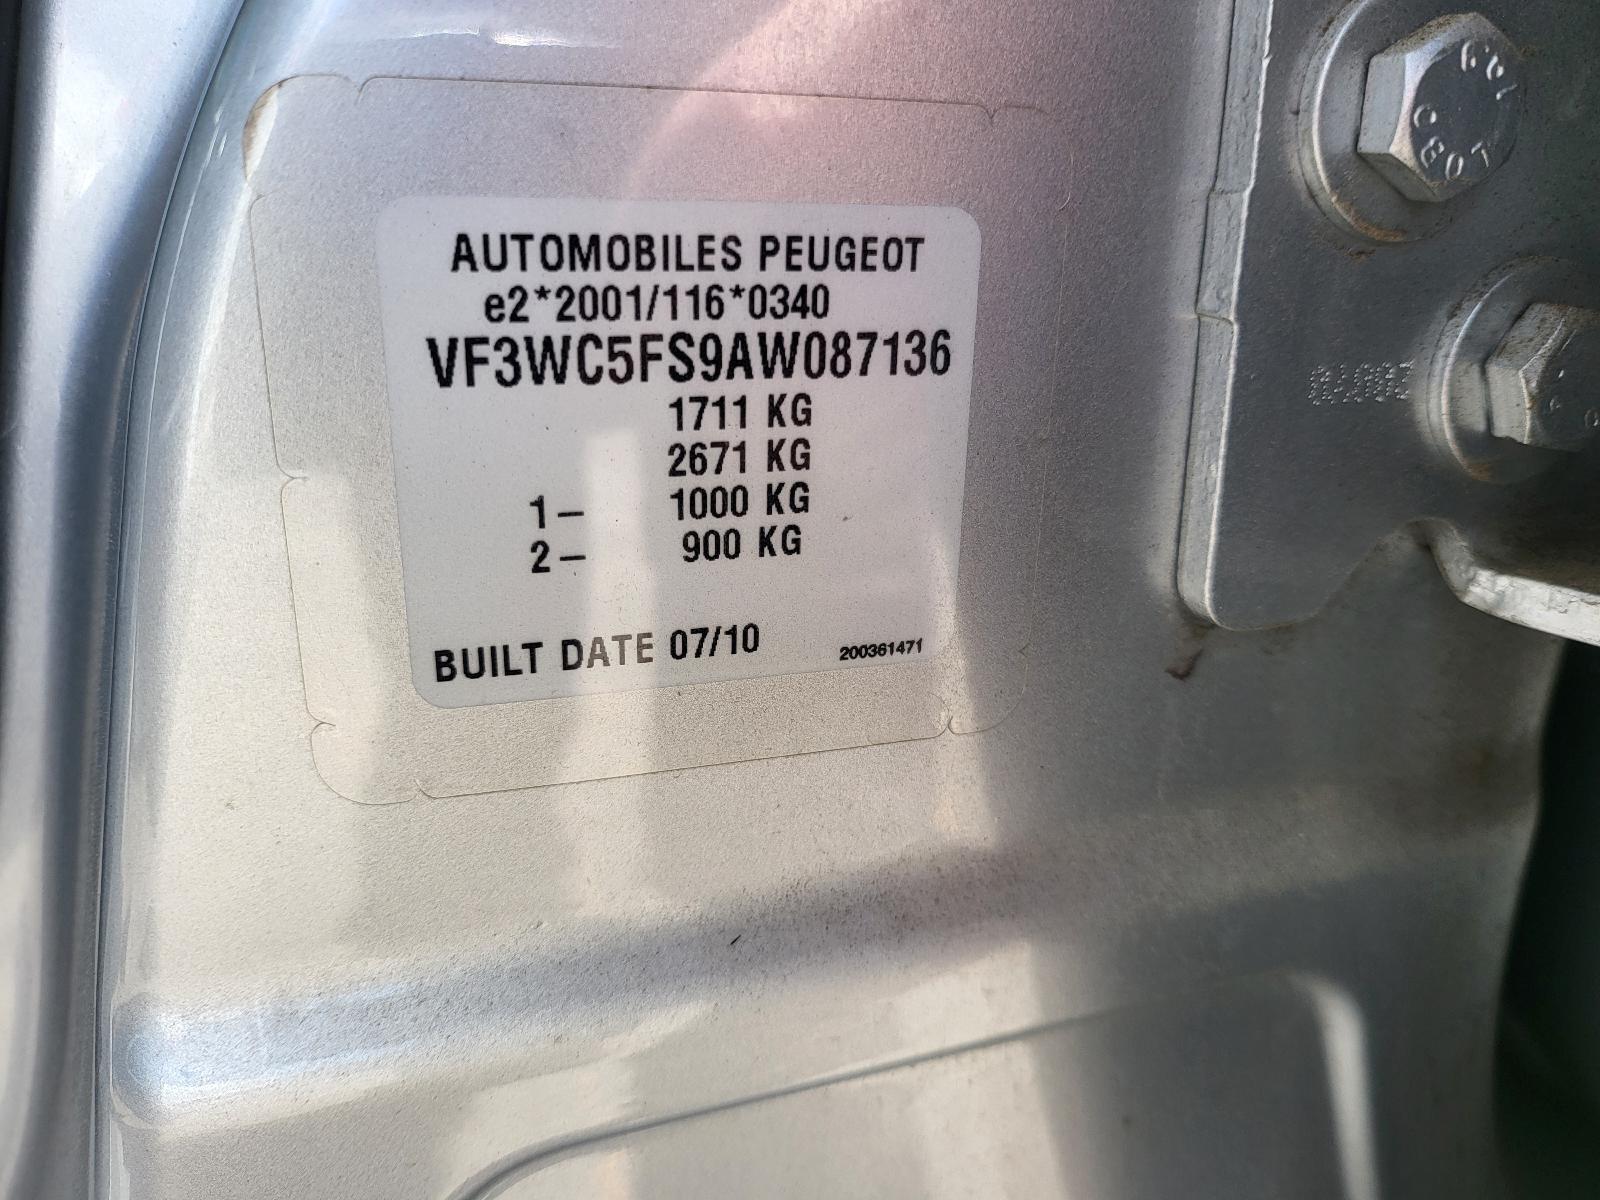 AUTOMOBILES PEUGEOT
e2*2001/116*0340
VF3WC5FS9AW087136
1711 KG
2671 KG
1– 1000 KG
2– 900 KG
BUILT DATE 07/10
200361471